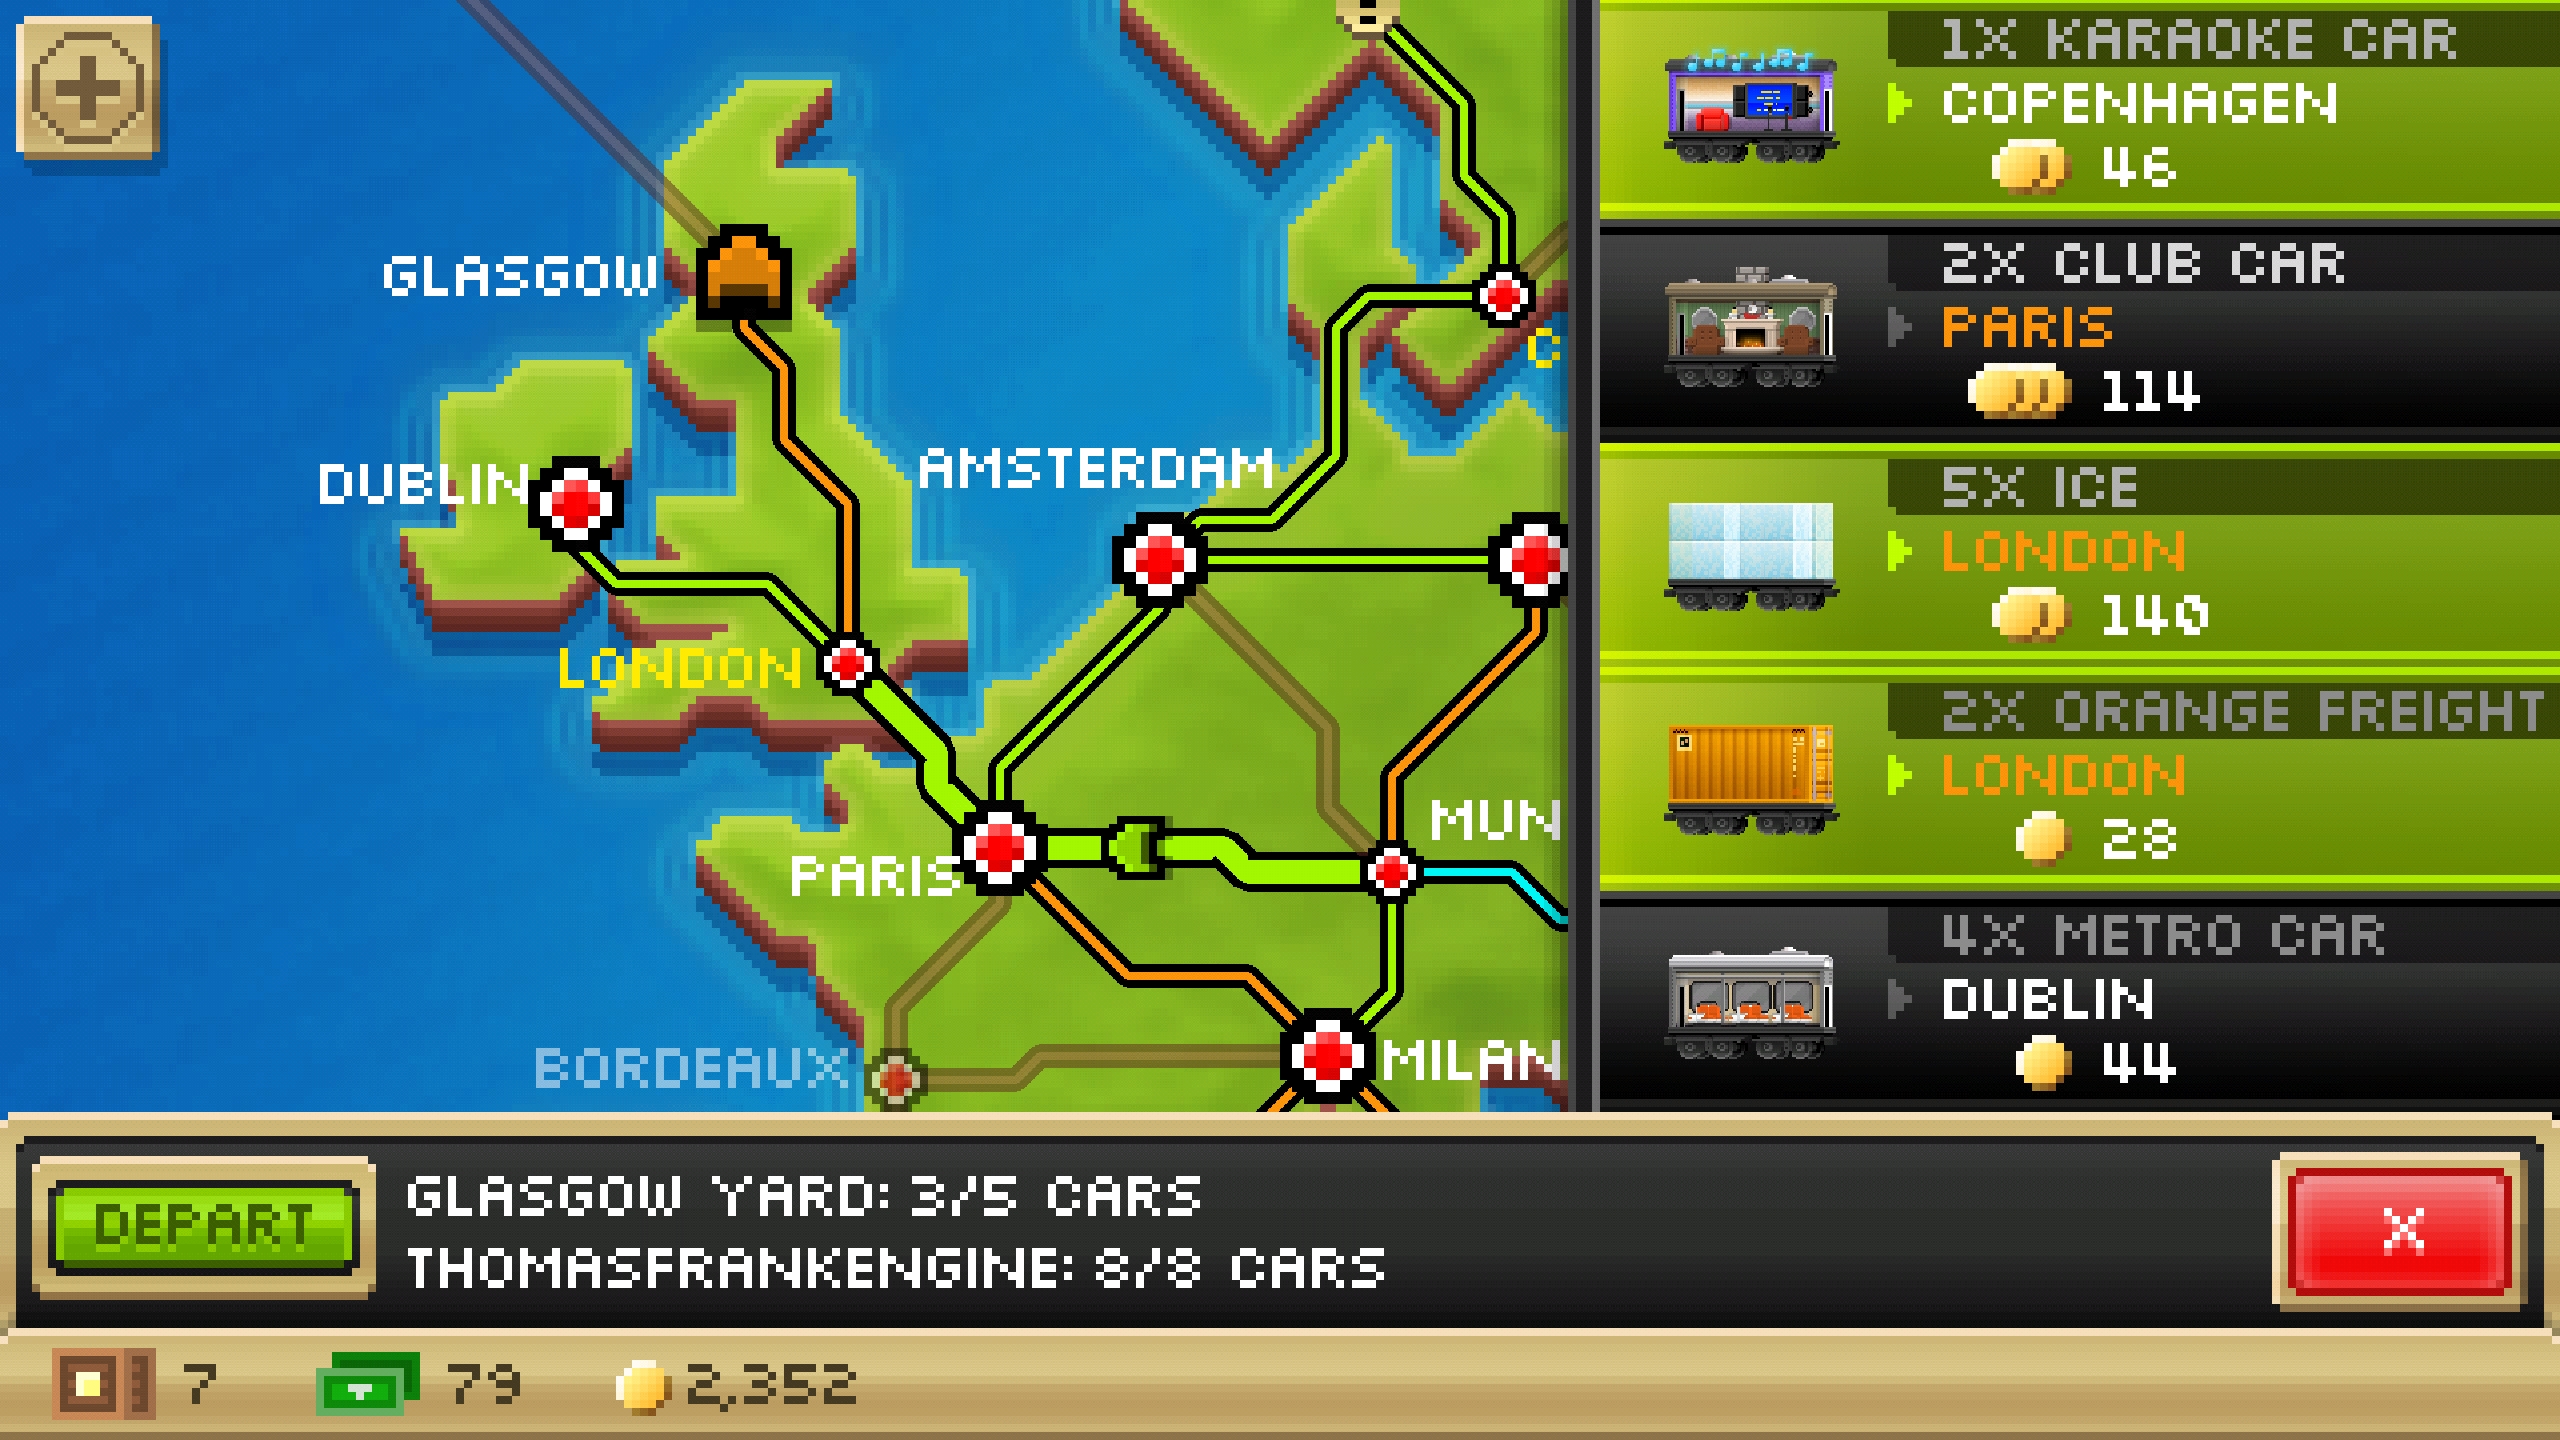 GLASGOW
DUBLIN
AMSTERDAM
LONDON
C
PARIS
MUN
BORDEAUX
MILAN
1X KARAOKE CAR
COPENHAGEN
46
2X CLUB CAR
PARIS
114
5X ICE
LONDON
140
2X ORANGE FREIGHT
LONDON
28
4X METRO CAR
DUBLIN
44
DEPART
GLASGOW YARD: 3/5 CARS
THOMASFRANKENGINE: 8/8 CARS
X
7
79
2,352